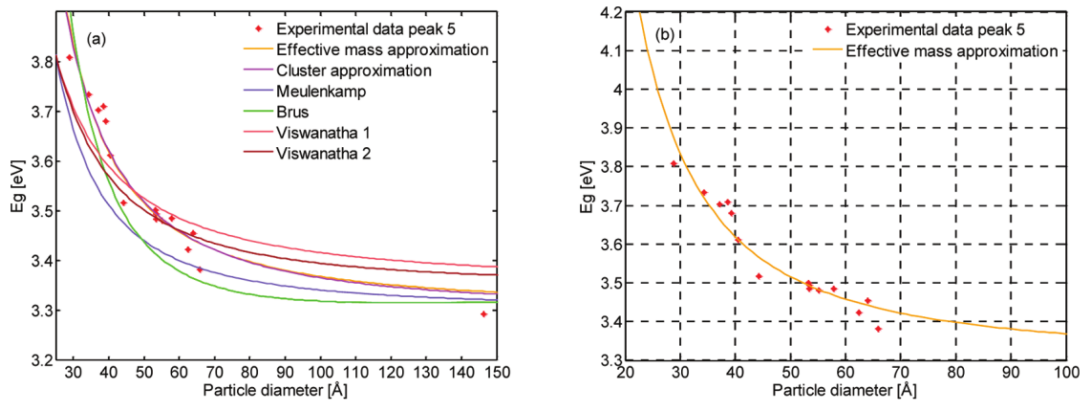 (a)
Experimental data peak 5
Effective mass approximation
Cluster approximation
Meulenkamp
Brus
Viswanatha 1
Viswanatha 2
3.8
3.7
3.6
3.5
3.4
3.3
3.2
Eg [eV]
30 40 50 60 70 80 90 100 110 120 130 140 150
Particle diameter [Å]
(b)
Experimental data peak 5
Effective mass approximation
4.2
4.1
4
3.9
3.8
3.7
3.6
3.5
3.4
3.3
Eg [eV]
20 30 40 50 60 70 80 90 100
Particle diameter [Å]